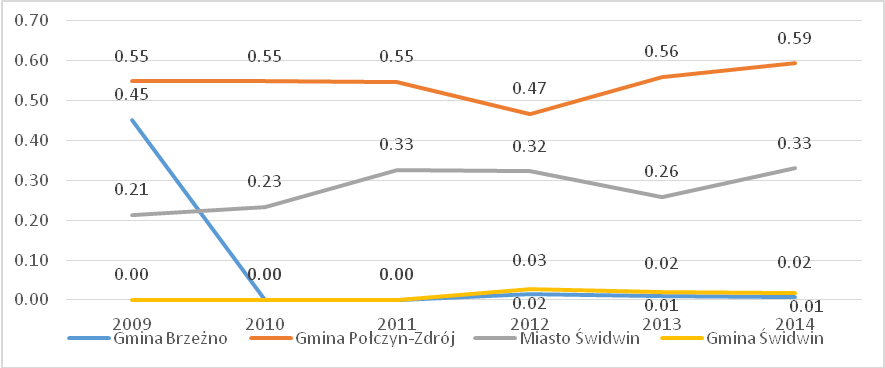 0.70
0.59
0.56
0.55 0.55 0.55
0.60
0.47
0.50
0.45
0.40
0.33 0.32 0.33
0.30
0.26
0.23
0.21
0.20
0.10
0.03 0.02 0.02
0.00 0.00 0.00
0.00
0.02 0.01 0.01
2009 2010 2011 2012 2013 2014
Gmina Brzeżno Gmina Połczyn-Zdrój Miasto Świdwin Gmina Świdwin